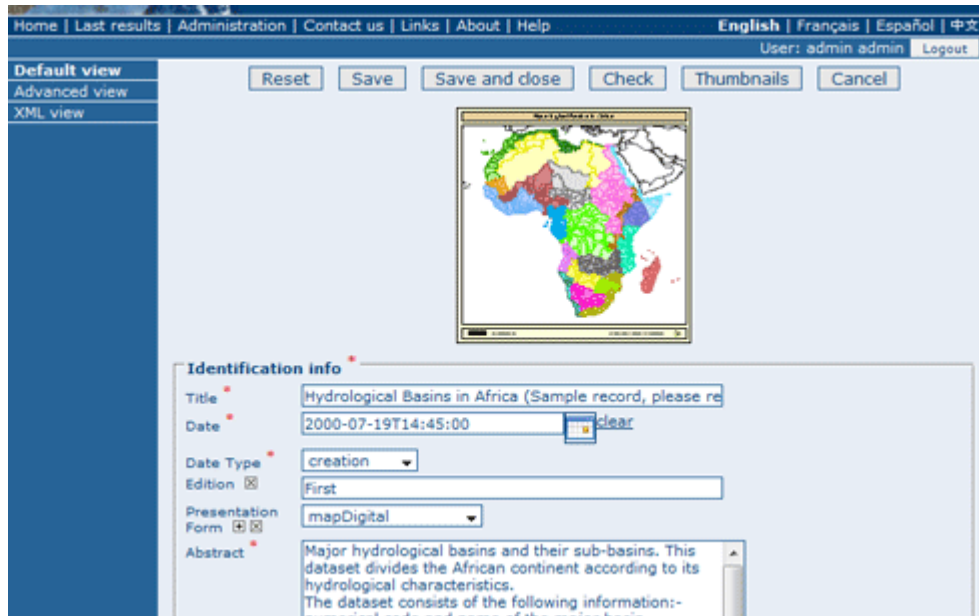 Home | Last results | Administration | Contact us | Links | About | Help English | Français | Español | 中文
User: admin admin Logout
Default view
Advanced view
XML view
Reset Save Save and close Check Thumbnails Cancel
Identification info *
Title * Hydrological Basins in Africa (Sample record, please re
Date * 2000-07-19T14:45:00 clear
Date Type * creation
Edition First
Presentation
Form mapDigital
Abstract * Major hydrological basins and their sub-basins. This
dataset divides the African continent according to its
hydrological characteristics.
The dataset consists of the following information:-